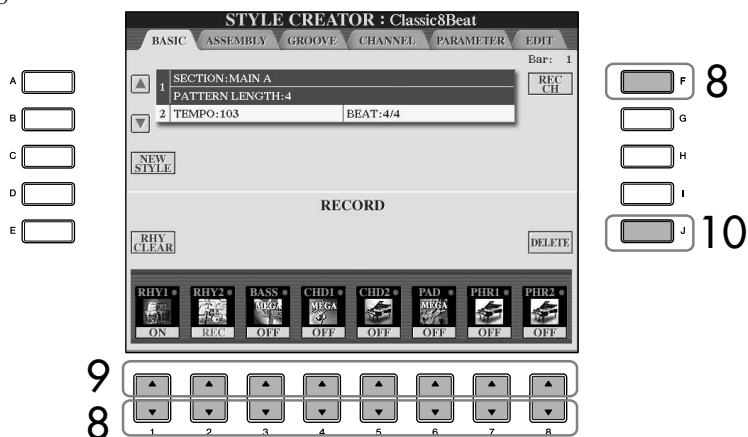 STYLE CREATOR : Classic8Beat
BASIC ASSEMBLY GROOVE CHANNEL PARAMETER EDIT
Bar: 1
1 SECTION:MAIN A
PATTERN LENGTH:4
2 TEMPO:103 BEAT:4/4
REC
CH
NEW
STYLE
RECORD
RHY
CLEAR
DELETE
RHY1 RHY2 BASS CHD1 CHD2 PAD PHR1 PHR2
MEGA MEGA MEGA
ON REC OFF OFF OFF OFF OFF OFF
A
B
C
D
E
F 8
G
H
I
J 10
9
8
1 2 3 4 5 6 7 8